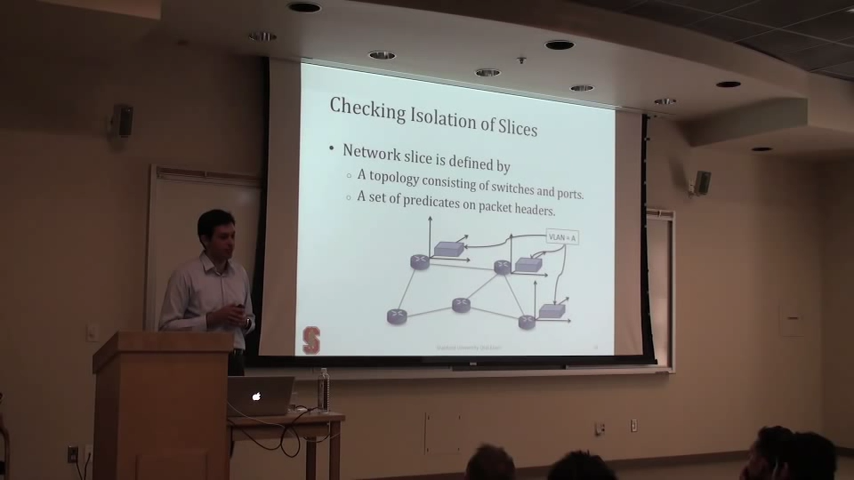 Checking Isolation of Slices
• Network slice is defined by
◦ A topology consisting of switches and ports.
◦ A set of predicates on packet headers.
VLAN = A
S